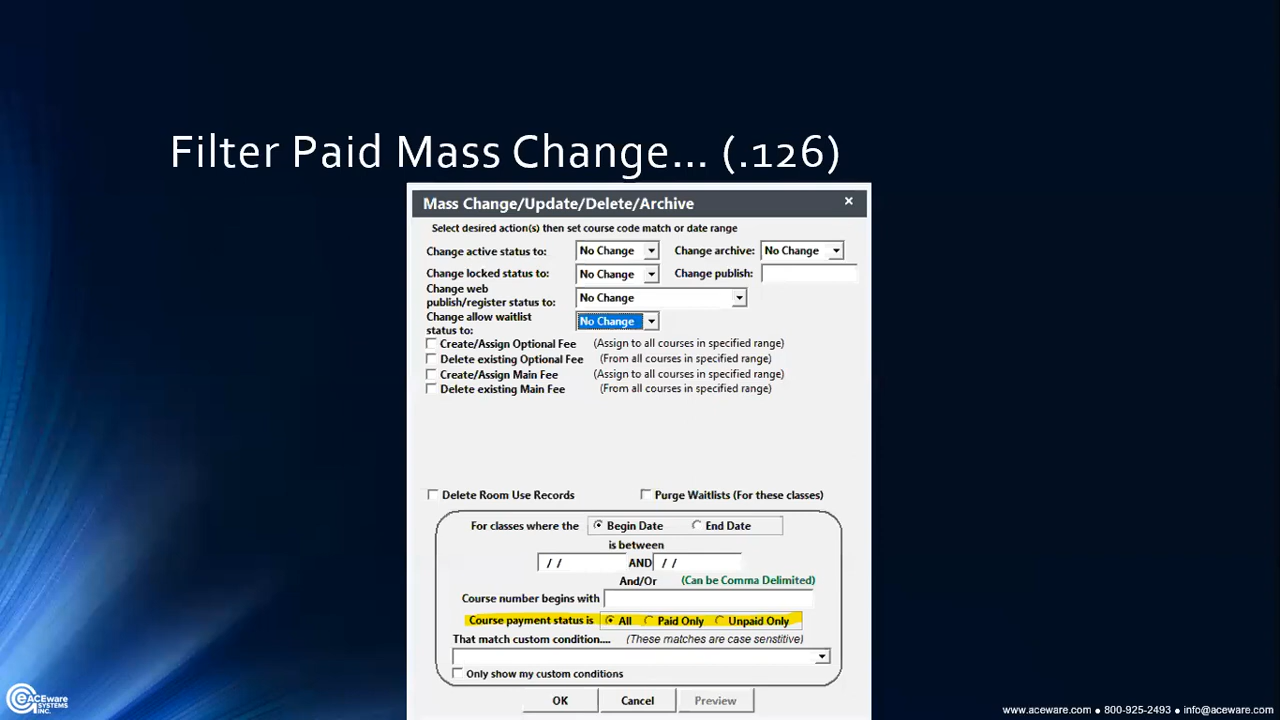 Filter Paid Mass Change... (.126)
Mass Change/Update/Delete/Archive ×
Select desired action(s) then set course code match or date range
Change active status to: No Change Change archive: No Change
Change locked status to: No Change Change publish:
Change web
publish/register status to: No Change
Change allow waitlist
status to: No Change
Create/Assign Optional Fee (Assign to all courses in specified range)
Delete existing Optional Fee (From all courses in specified range)
Create/Assign Main Fee (Assign to all courses in specified range)
Delete existing Main Fee (From all courses in specified range)
Delete Room Use Records Purge Waitlists (For these classes)
For classes where the Begin Date End Date
is between
/ / AND / /
And/Or (Can be Comma Delimited)
Course number begins with
Course payment status is All Paid Only Unpaid Only
That match custom condition.... (These matches are case senstitive)
Only show my custom conditions
OK Cancel Preview
ACEware
SYSTEMS
INC.
www.aceware.com ● 800-925-2493 ● info@aceware.com